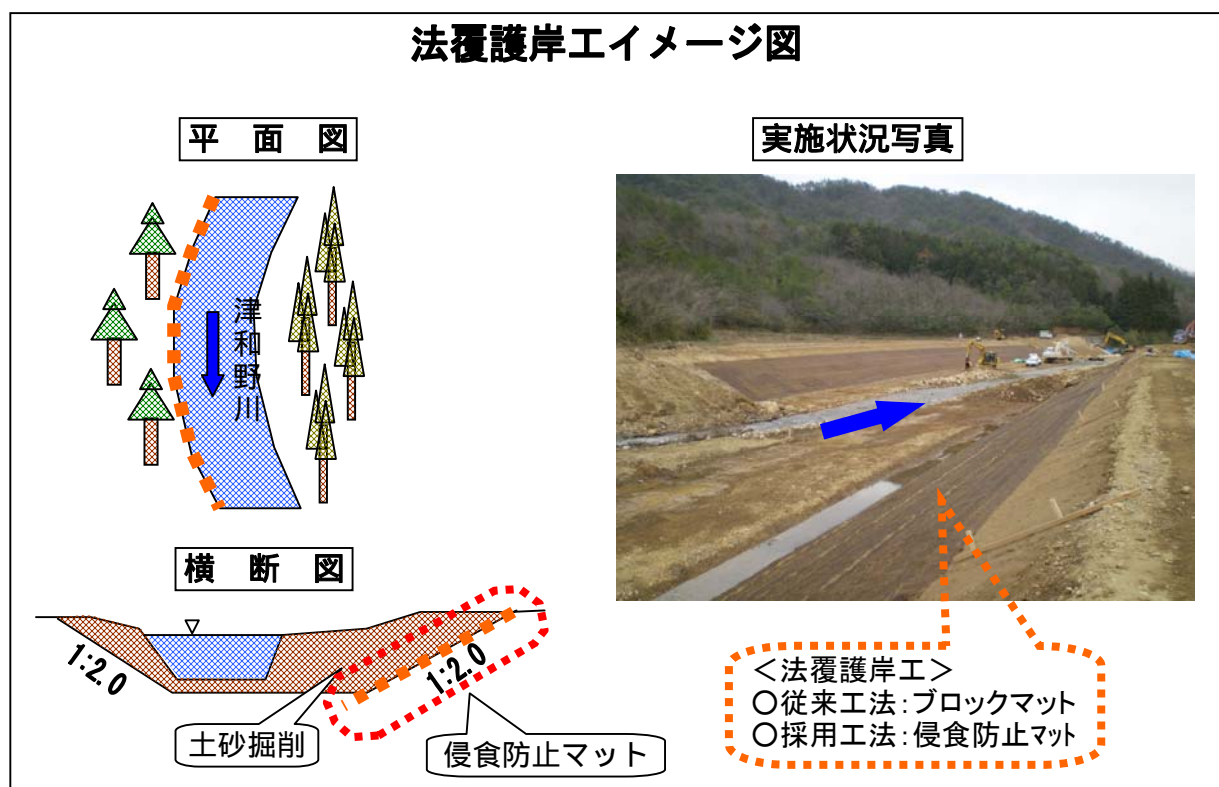 法覆護岸工イメージ図
平面図
実施状況写真
津和野川
横断図
1:2.0
1:2.0
土砂掘削
侵食防止マット
＜法覆護岸工＞
○従来工法：ブロックマット
○採用工法：侵食防止マット